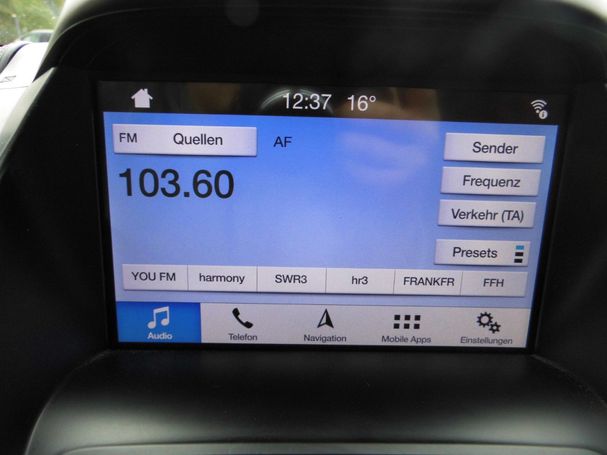 12:37 16°
FM Quellen AF
Sender
103.60
Frequenz
Verkehr (TA)
Presets
YOU FM harmony SWR3 hr3 FRANKFR FFH
Audio Telefon Navigation Mobile Apps Einstellungen